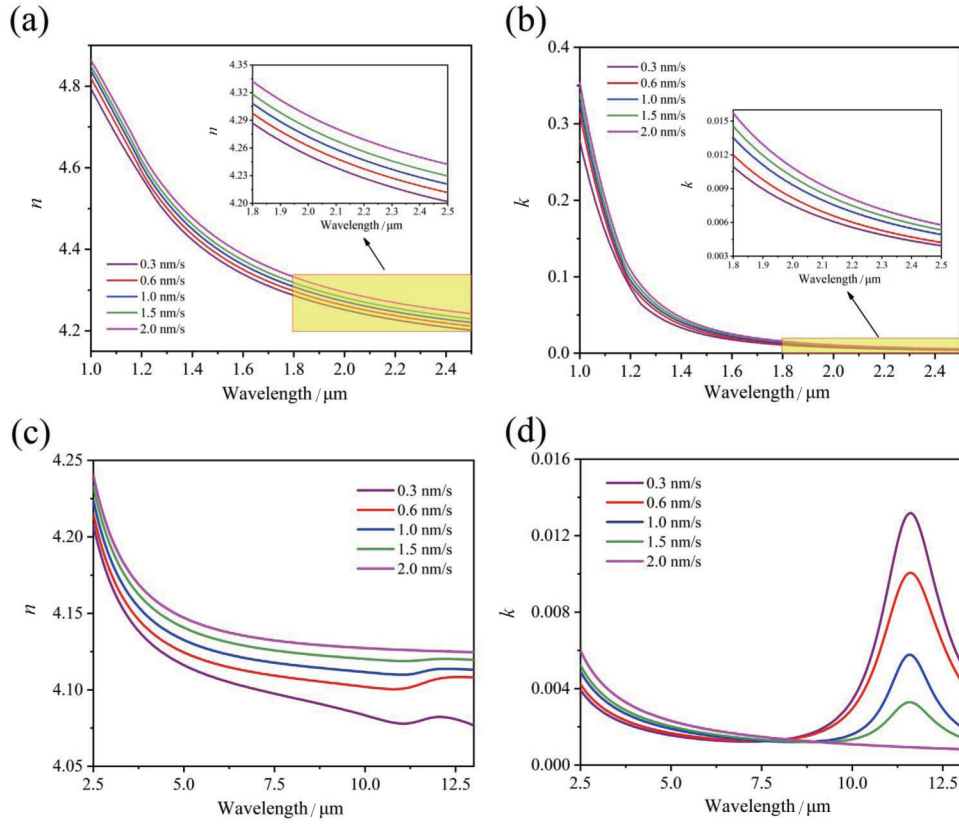 (a)
n
4.8
4.6
4.4
4.2
1.0 1.2 1.4 1.6 1.8 2.0 2.2 2.4
Wavelength / μm
0.3 nm/s
0.6 nm/s
1.0 nm/s
1.5 nm/s
2.0 nm/s
n
4.35
4.32
4.29
4.26
4.23
4.20
1.8 1.9 2.0 2.1 2.2 2.3 2.4 2.5
Wavelength / μm
(b)
k
0.4
0.3
0.2
0.1
0.0
1.0 1.2 1.4 1.6 1.8 2.0 2.2 2.4
Wavelength / μm
0.3 nm/s
0.6 nm/s
1.0 nm/s
1.5 nm/s
2.0 nm/s
k
0.015
0.012
0.009
0.006
0.003
1.8 1.9 2.0 2.1 2.2 2.3 2.4 2.5
Wavelength / μm
(c)
n
4.25
4.20
4.15
4.10
4.05
2.5 5.0 7.5 10.0 12.5
Wavelength / μm
0.3 nm/s
0.6 nm/s
1.0 nm/s
1.5 nm/s
2.0 nm/s
(d)
k
0.016
0.012
0.008
0.004
0.000
2.5 5.0 7.5 10.0 12.5
Wavelength / μm
0.3 nm/s
0.6 nm/s
1.0 nm/s
1.5 nm/s
2.0 nm/s